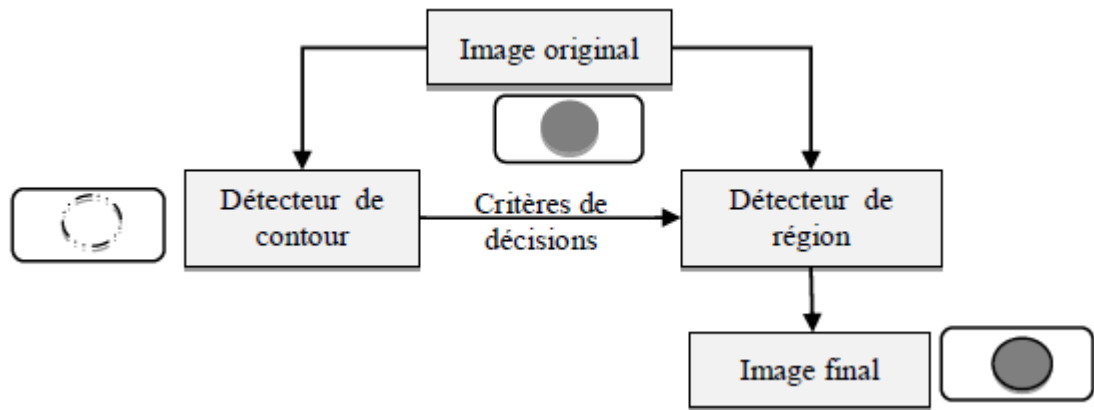 Image original
Détecteur de
contour
Critères de
décisions
Détecteur de
région
Image final